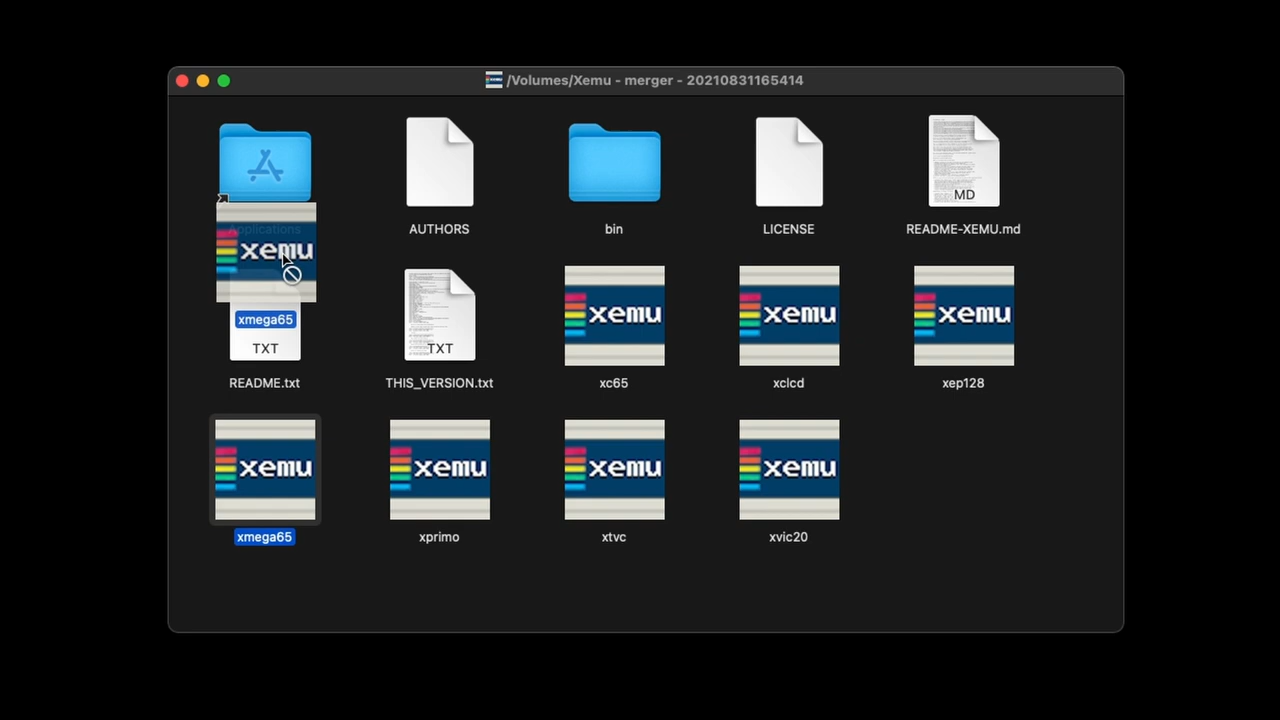 /Volumes/Xemu - merger - 20210831165414
MD
Applications
AUTHORS
bin
LICENSE
README-XEMU.md
xemu
xmega65
TXT
TXT
xemu
xemu
xemu
README.txt
THIS_VERSION.txt
xc65
xclcd
xep128
xemu
xemu
xemu
xemu
xmega65
xprimo
xtvc
xvic20